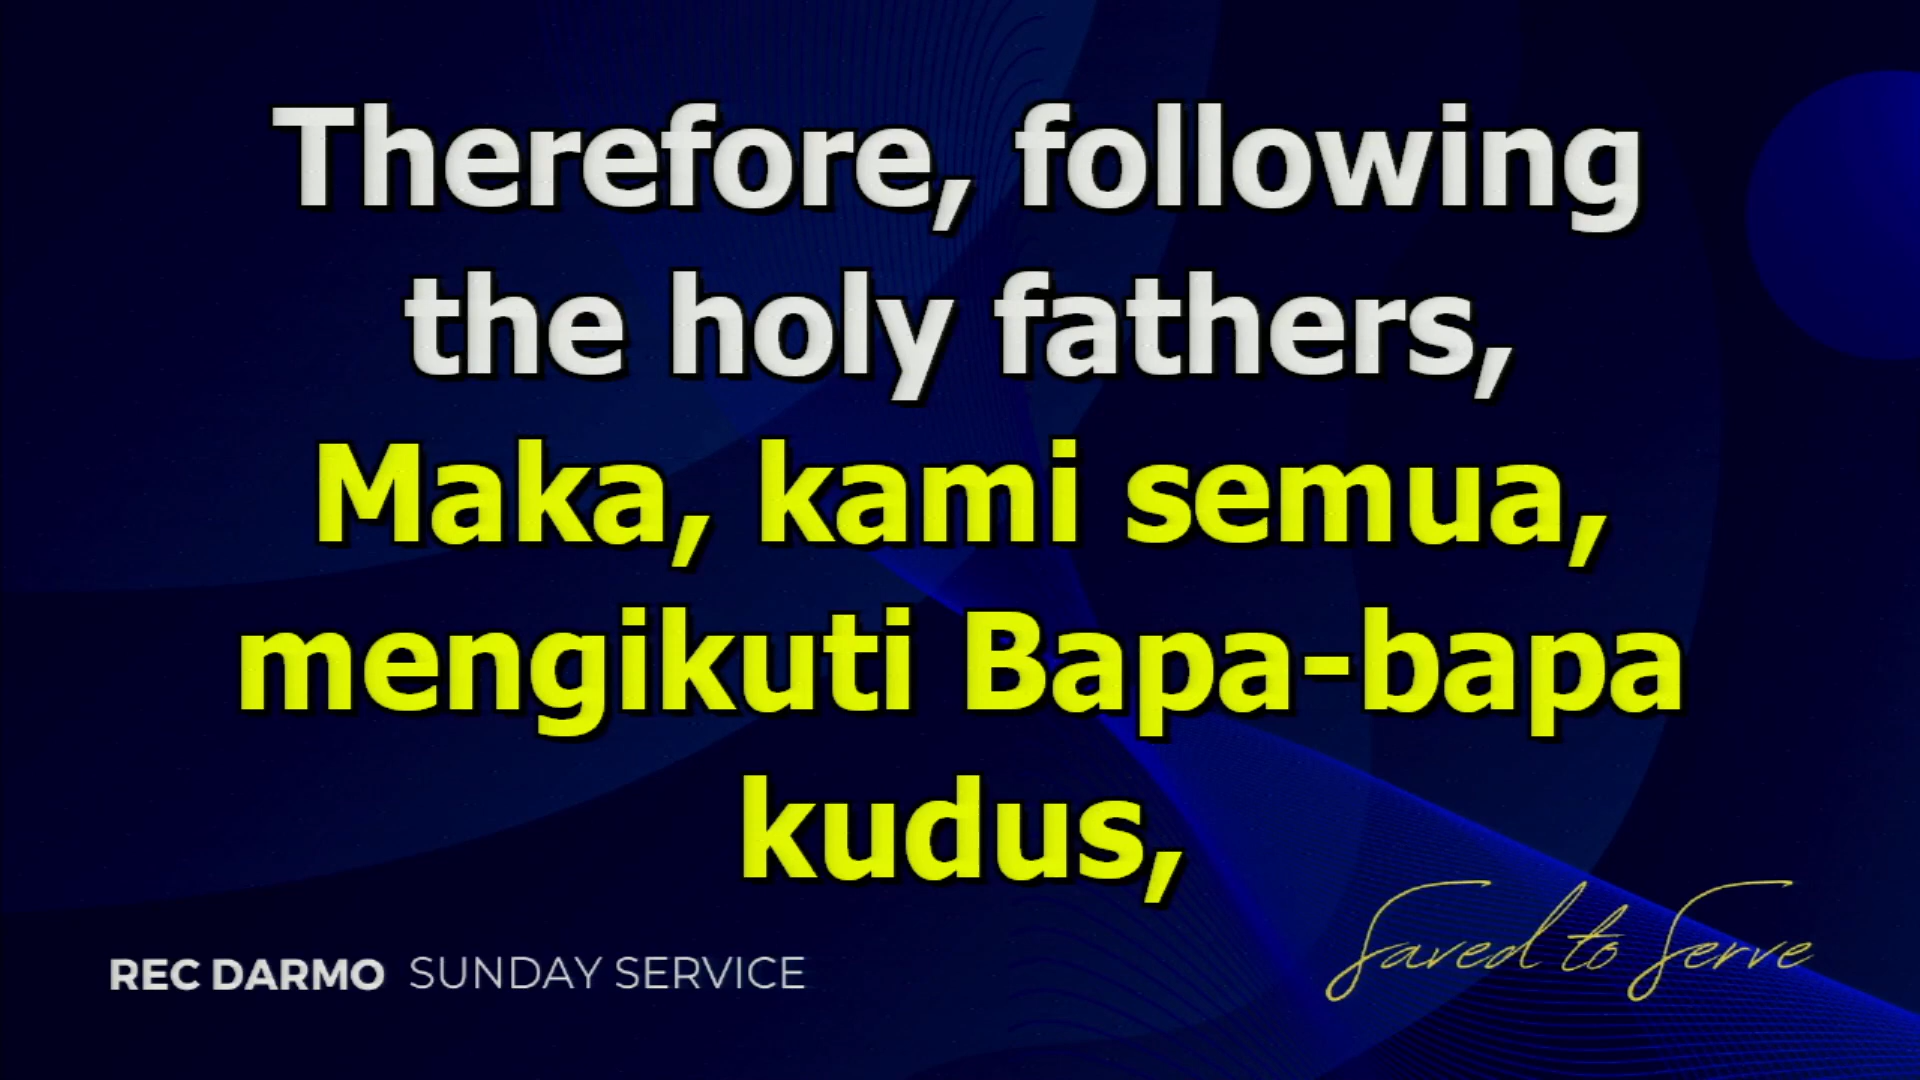 Therefore, following
the holy fathers,
Maka, kami semua,
mengikuti Bapa-bapa
kudus,
REC DARMO SUNDAY SERVICE
Saved to Serve